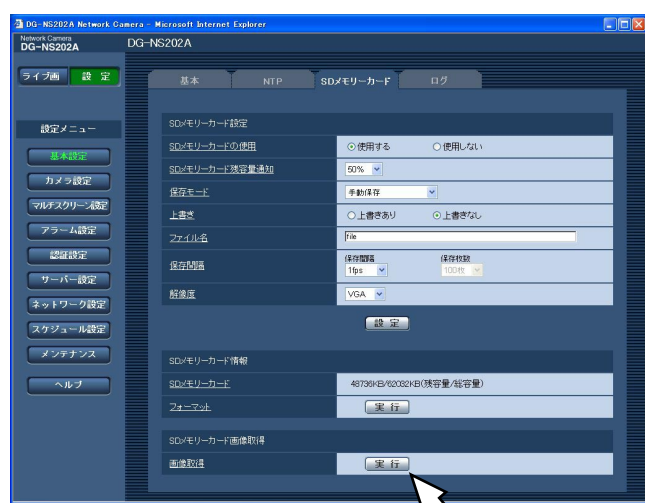 DG-NS202A Network Camera - Microsoft Internet Explorer
Network Camera
DG-NS202A
DG-NS202A
ライブ画 設 定
基本 NTP SDメモリーカード ログ
設定メニュー
基本設定
カメラ設定
マルチスクリーン設定
アラーム設定
認証設定
サーバー設定
ネットワーク設定
スケジュール設定
メンテナンス
ヘルプ
SDメモリーカード設定
SDメモリーカードの使用 使用する 使用しない
SDメモリーカード残容量通知 50%
保存モード 手動保存
上書き 上書きあり 上書きなし
ファイル名 file
保存間隔 保存間隔 保存枚数
1fps 100枚
解像度 VGA
設 定
SDメモリーカード情報
SDメモリーカード 48736KB/62032KB(残容量/総容量)
フォーマット 実 行
SDメモリーカード画像取得
画像取得 実 行